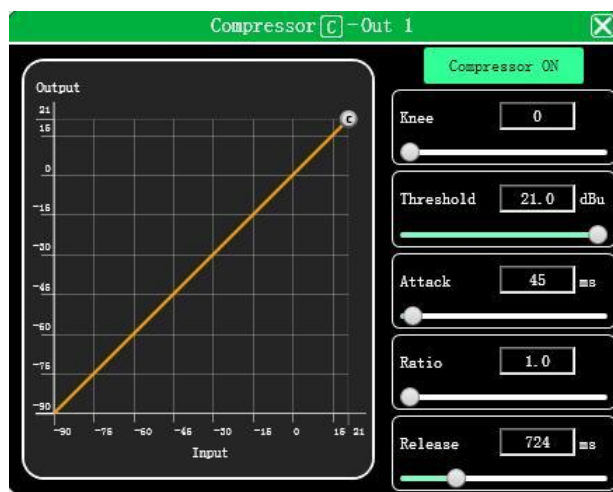 Compressor C -Out 1
Compressor ON
Output
21
15
0
-15
-30
-45
-60
-75
-90
-90 -75 -60 -45 -30 -15 0 15 21
Input
C
Knee 0
Threshold 21.0 dBu
Attack 45 ms
Ratio 1.0
Release 724 ms